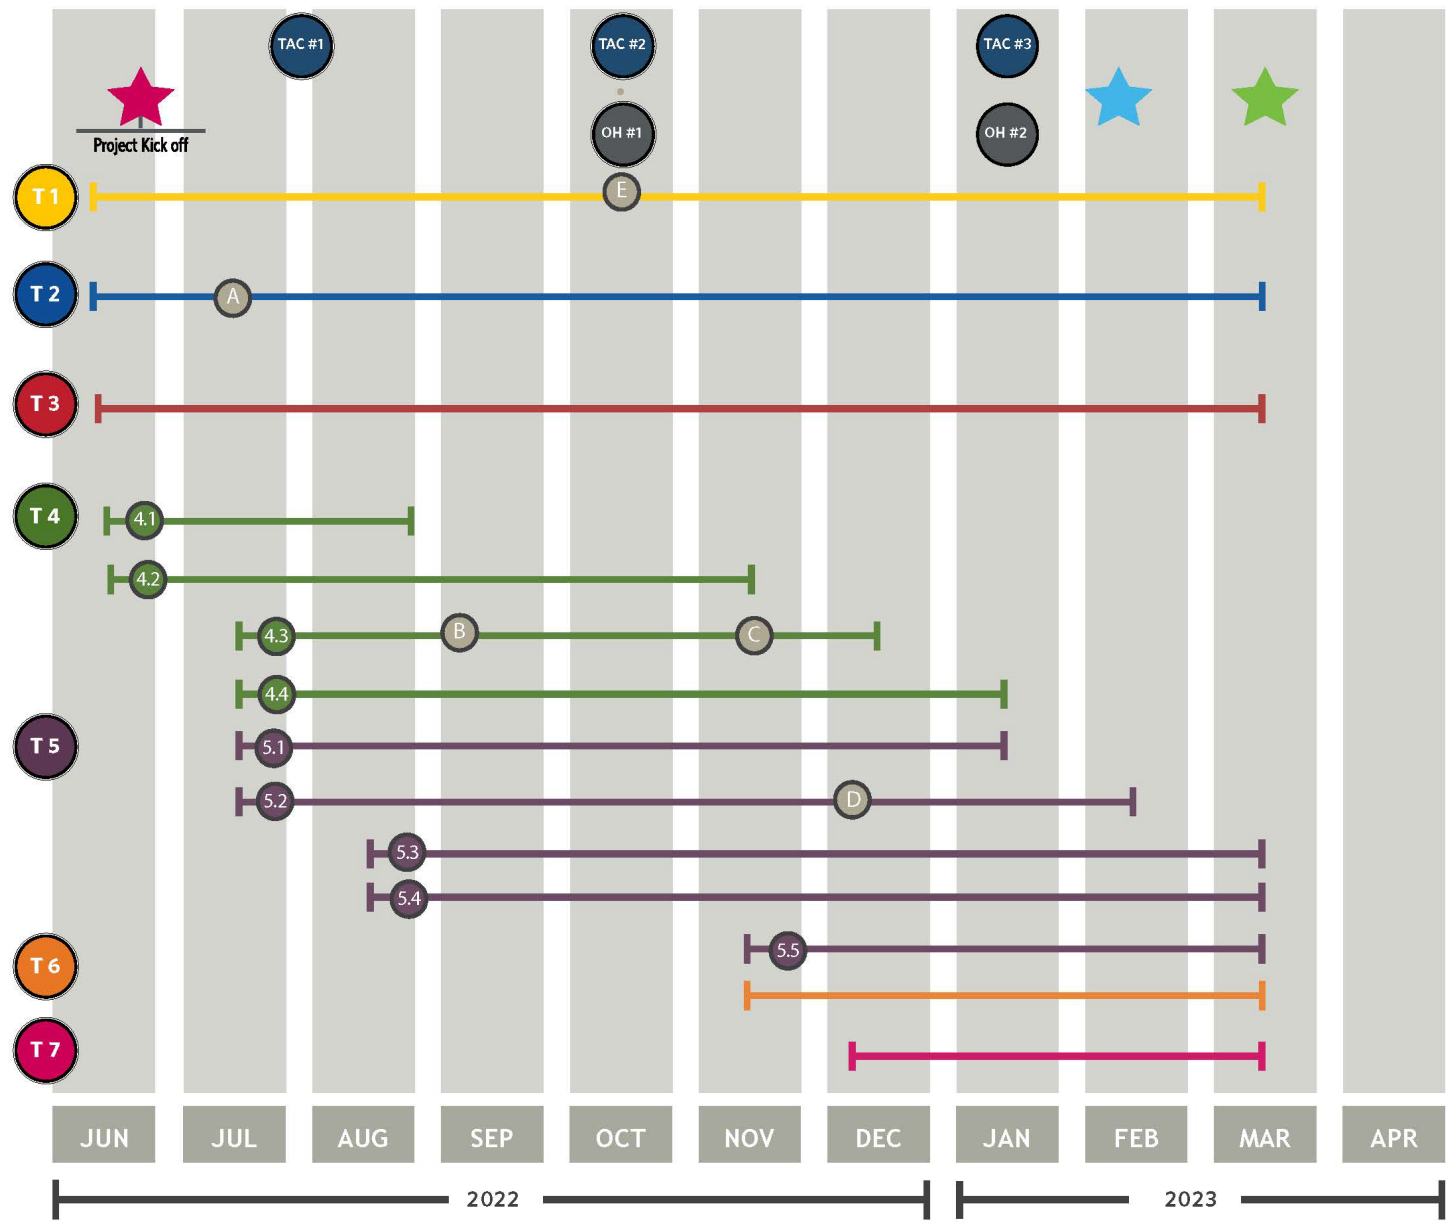 TAC #1
TAC #2
TAC #3
OH #1
OH #2
Project Kick off
T 1
E
T 2
A
T 3
T 4
4.1
4.2
4.3
B
C
4.4
T 5
5.1
5.2
D
5.3
5.4
5.5
T 6
T 7
JUN
JUL
AUG
SEP
OCT
NOV
DEC
JAN
FEB
MAR
APR
2022
2023